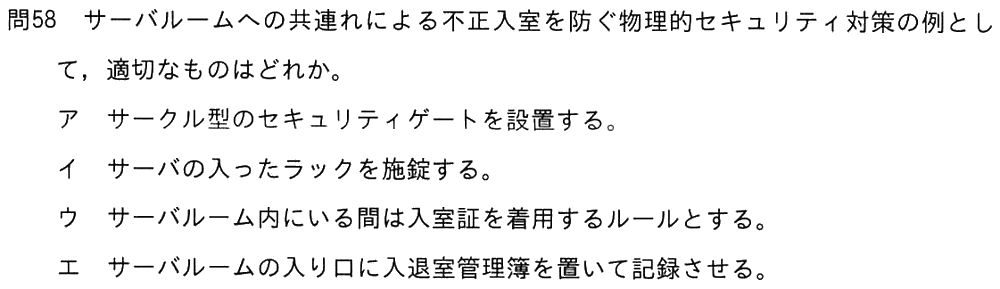 問58 サーバルームへの共連れによる不正入室を防ぐ物理的セキュリティ対策の例とし
て，適切なものはどれか。
ア サークル型のセキュリティゲートを設置する。
イ サーバの入ったラックを施錠する。
ウ サーバルーム内にいる間は入室証を着用するルールとする。
エ サーバルームの入り口に入退室管理簿を置いて記録させる。